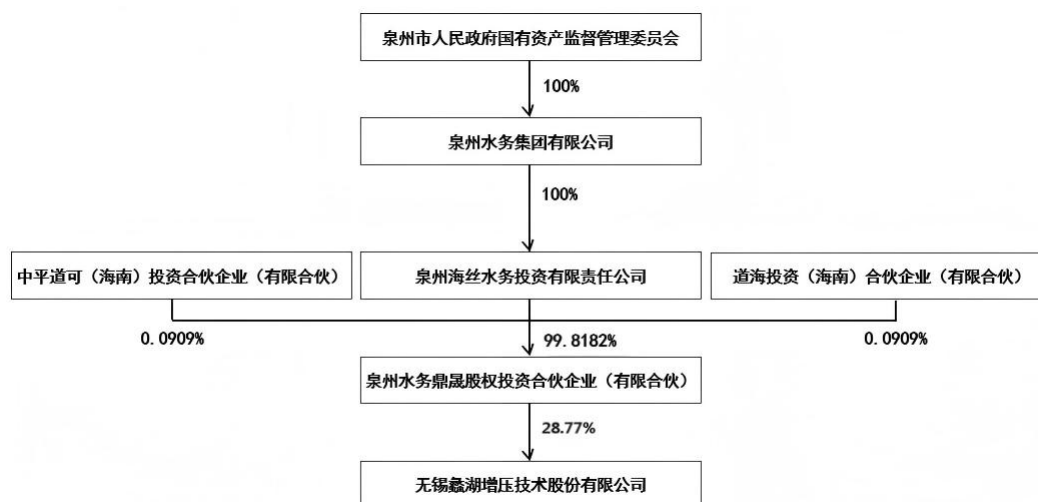 泉州市人民政府国有资产监督管理委员会
100%
泉州水务集团有限公司
100%
中平道可（海南）投资合伙企业（有限合伙）
泉州海丝水务投资有限责任公司
道海投资（海南）合伙企业（有限合伙）
0.0909%
99.8182%
0.0909%
泉州水务鼎晟股权投资合伙企业（有限合伙）
28.77%
无锡蠡湖增压技术股份有限公司